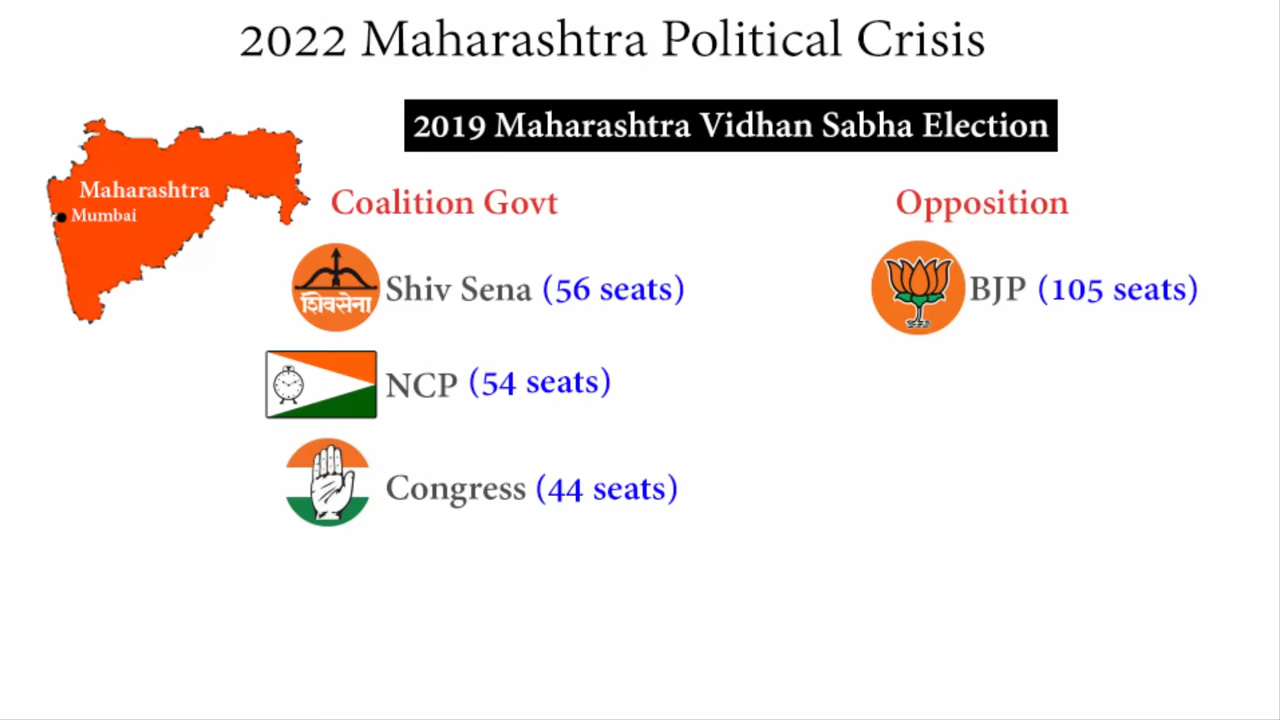 2022 Maharashtra Political Crisis
2019 Maharashtra Vidhan Sabha Election
Maharashtra
Mumbai
Coalition Govt
Opposition
शिवसेना
Shiv Sena (56 seats)
BJP (105 seats)
NCP (54 seats)
Congress (44 seats)